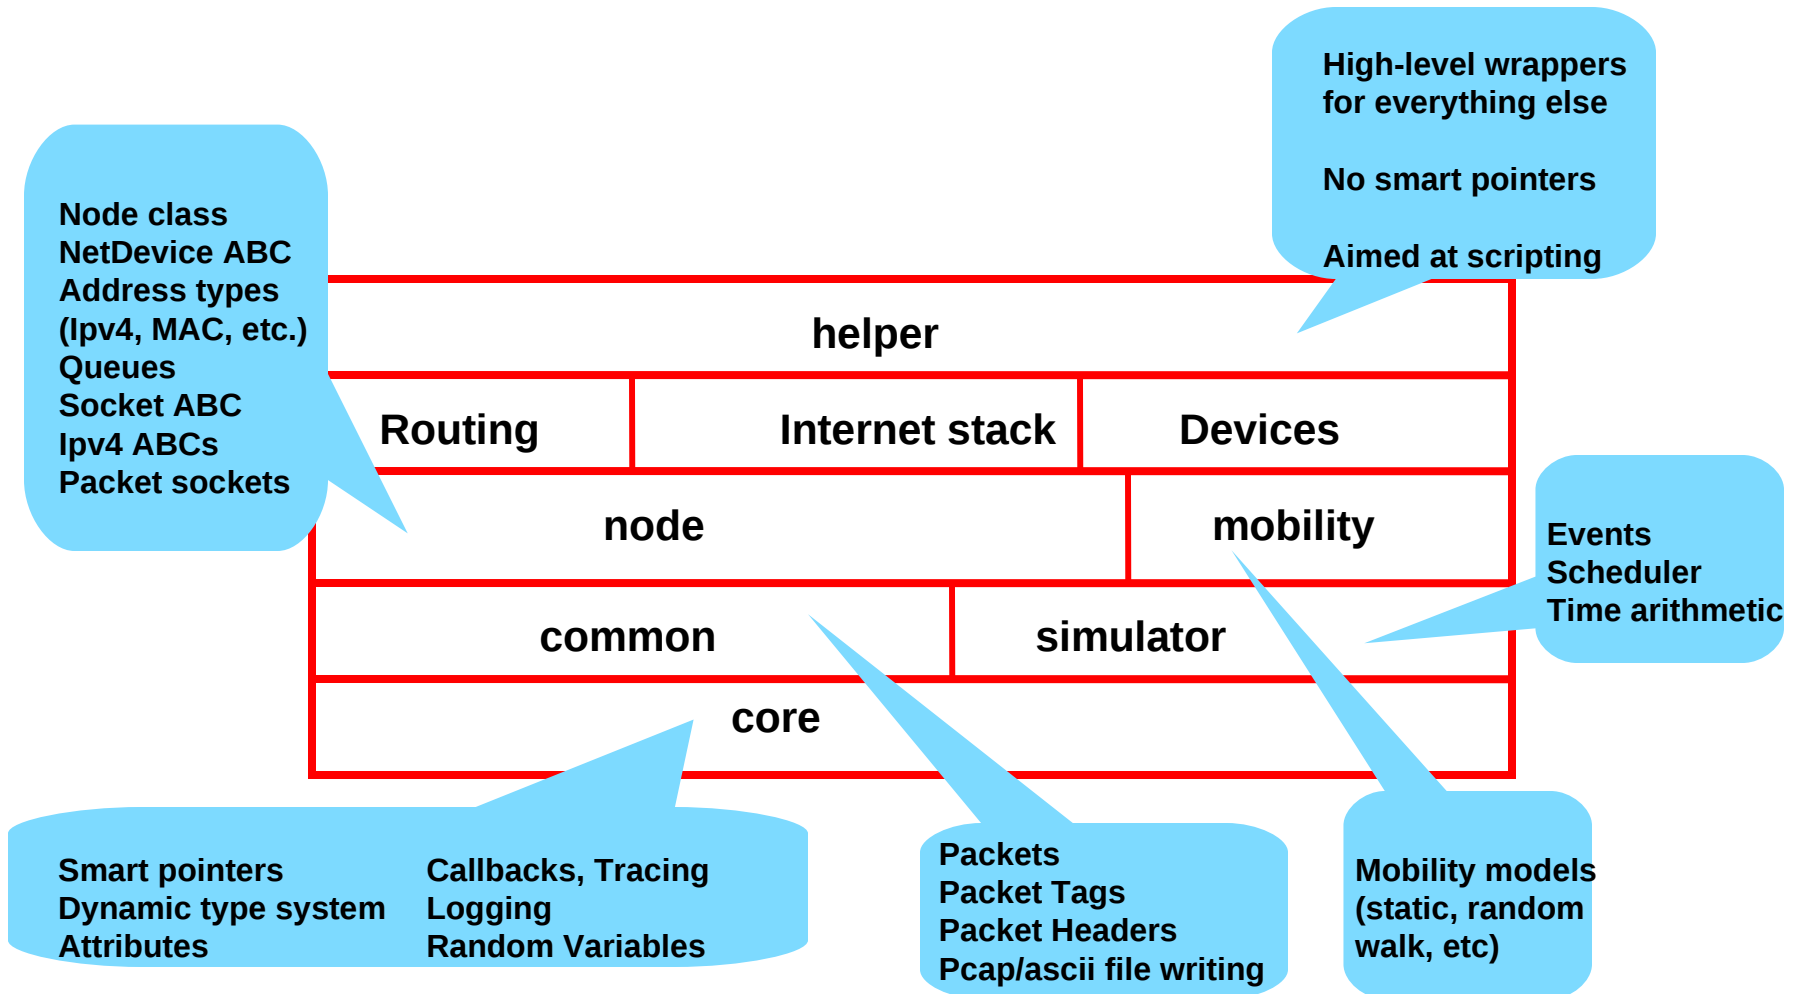 High-level wrappers
for everything else
No smart pointers
Aimed at scripting
Node class
NetDevice ABC
Address types
(Ipv4, MAC, etc.)
Queues
Socket ABC
Ipv4 ABCs
Packet sockets
helper
Routing
Internet stack
Devices
node
mobility
Events
Scheduler
Time arithmetic
common
simulator
core
Smart pointers
Dynamic type system
Attributes
Callbacks, Tracing
Logging
Random Variables
Packets
Packet Tags
Packet Headers
Pcap/ascii file writing
Mobility models
(static, random
walk, etc)